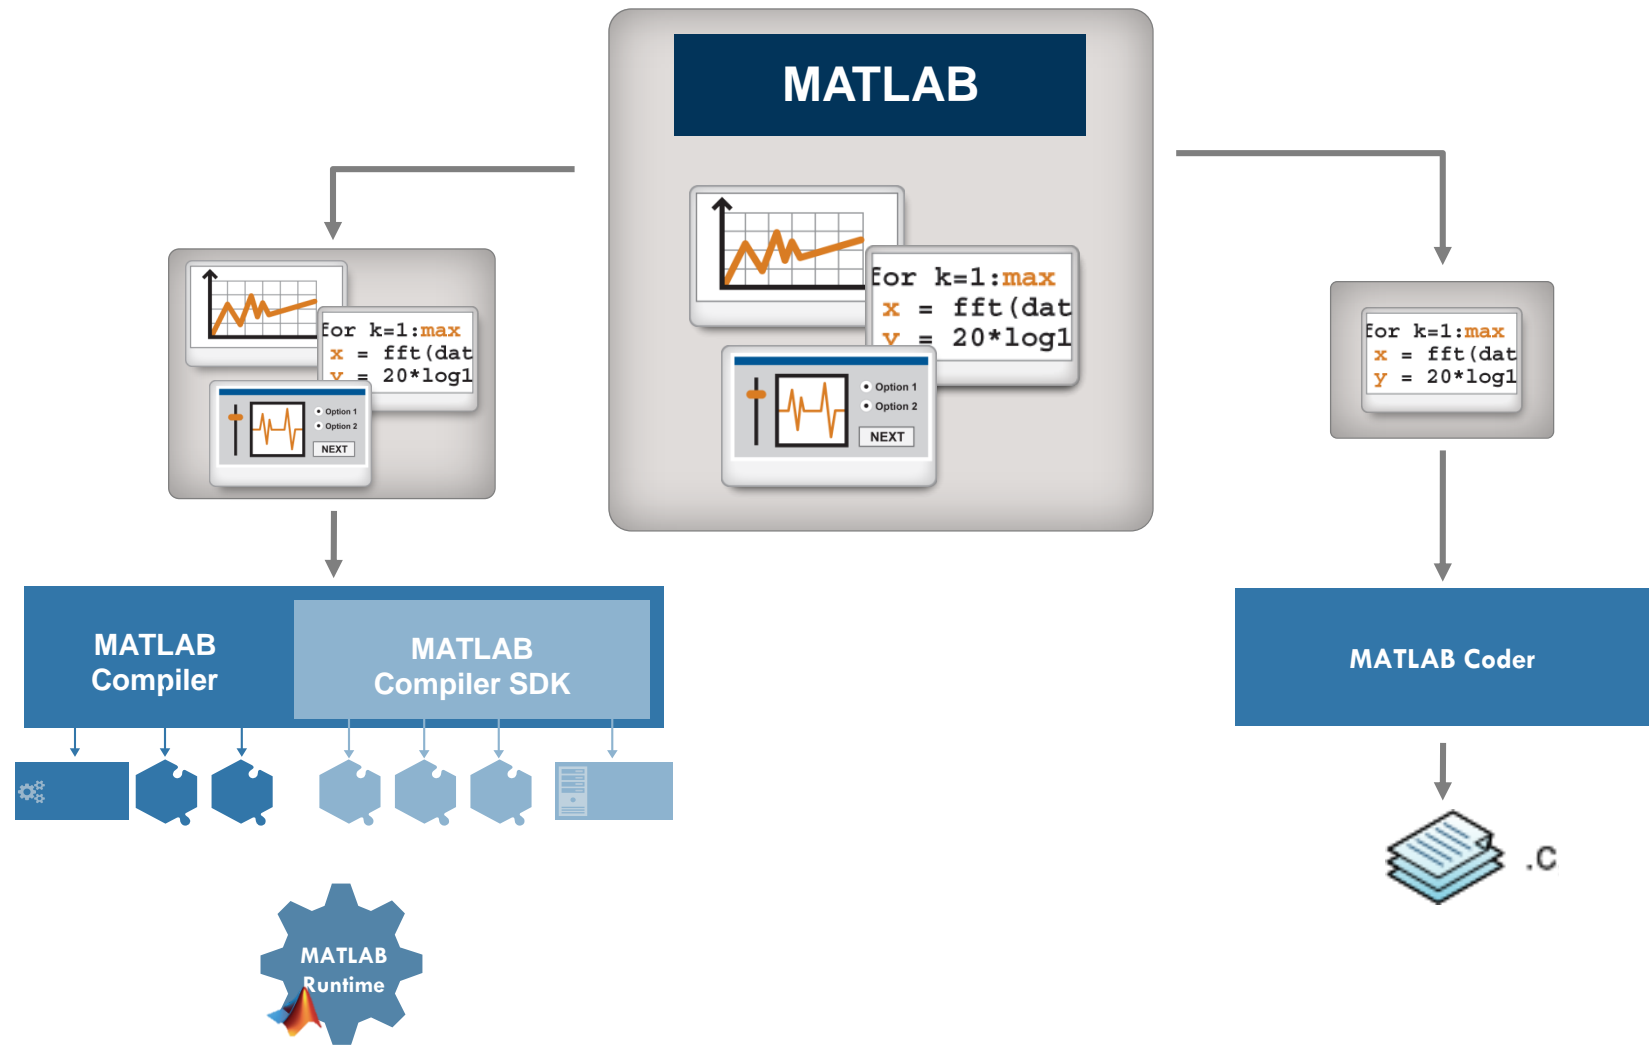 MATLAB
for k=1:max
x = fft(dat
y = 20*log1
Option 1
Option 2
NEXT
for k=1:max
x = fft(dat
y = 20*log1
Option 1
Option 2
NEXT
for k=1:max
x = fft(dat
y = 20*log1
MATLAB
Compiler
MATLAB
Compiler SDK
MATLAB Coder
.C
MATLAB
Runtime